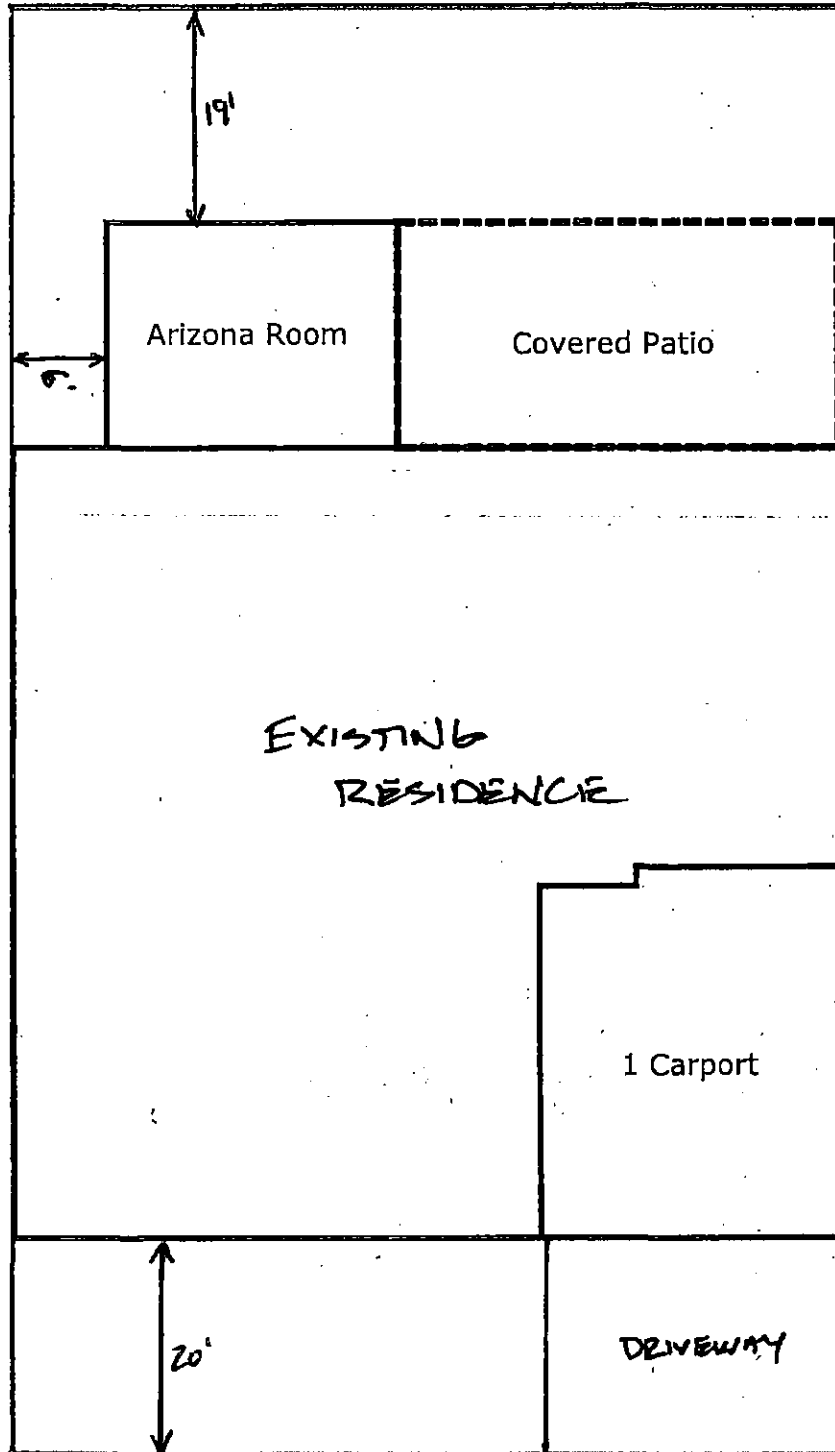 19'
Arizona Room
Covered Patio
EXISTING
RESIDENCE
1 Carport
20'
DRIVEWAY